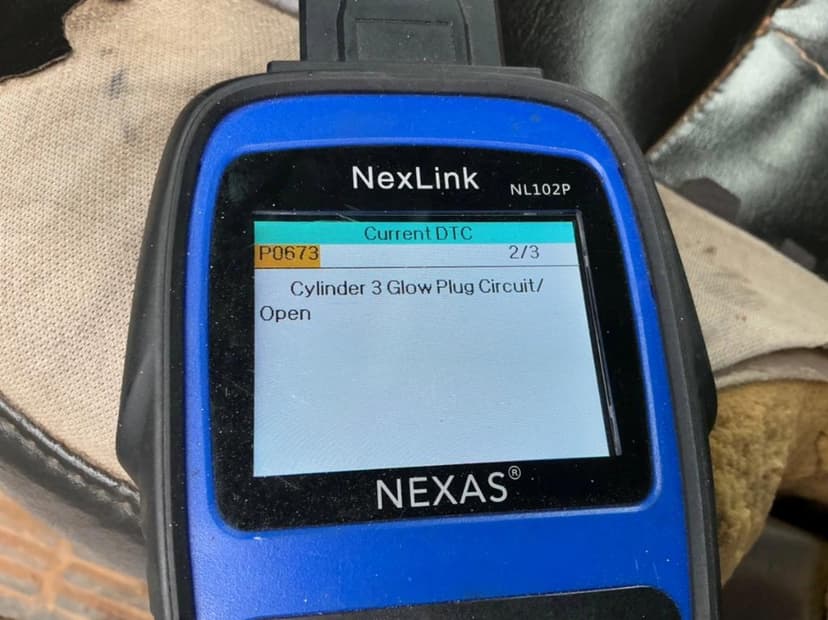 NexLink NL102P
Current DTC
P0673 2/3
Cylinder 3 Glow Plug Circuit/
Open
NEXAS®